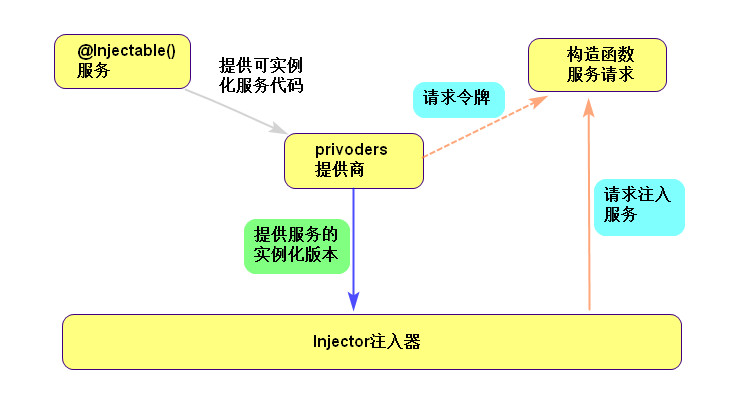 @Injectable()
服务
提供可实例
化服务代码
构造函数
服务请求
请求令牌
privoders
提供商
请求注入
服务
提供服务的
实例化版本
Injector注入器